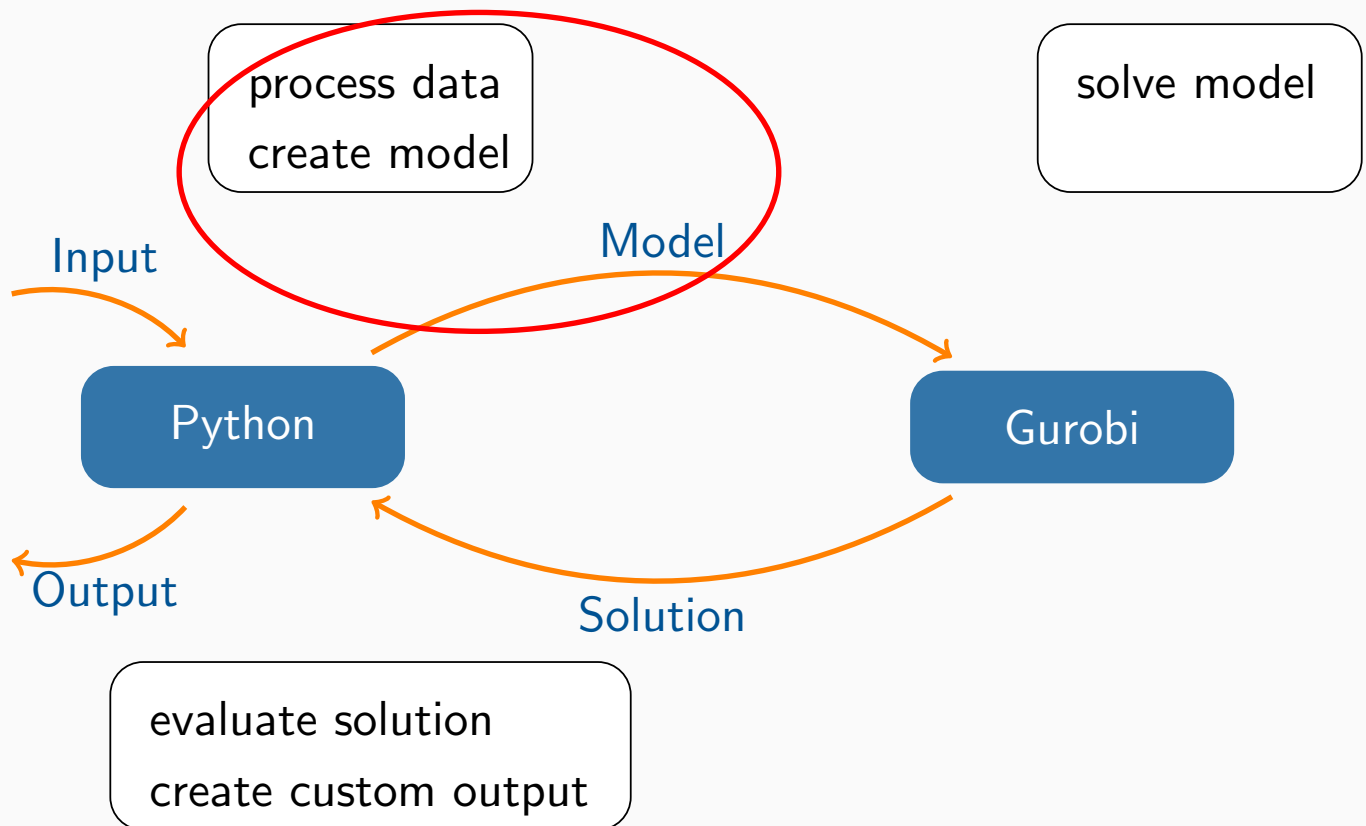 process data
create model
solve model
Input
Model
Python
Gurobi
Output
Solution
evaluate solution
create custom output